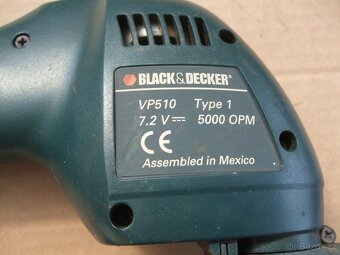 BLACK&DECKER
VP510 Type 1
7.2 V⎓ 5000 OPM
CE
Assembled in Mexico